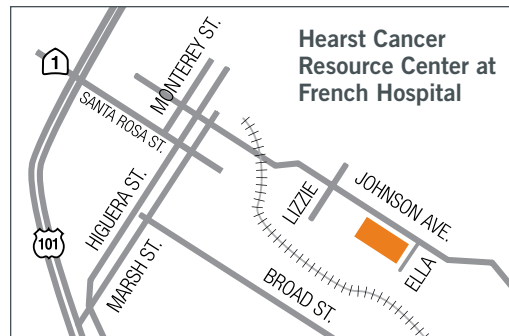 Hearst Cancer
Resource Center at
French Hospital
1
MONTEREY ST.
SANTA ROSA ST.
HIGUERA ST.
MARSH ST.
101
LIZZIE
JOHNSON AVE.
ELLA
BROAD ST.